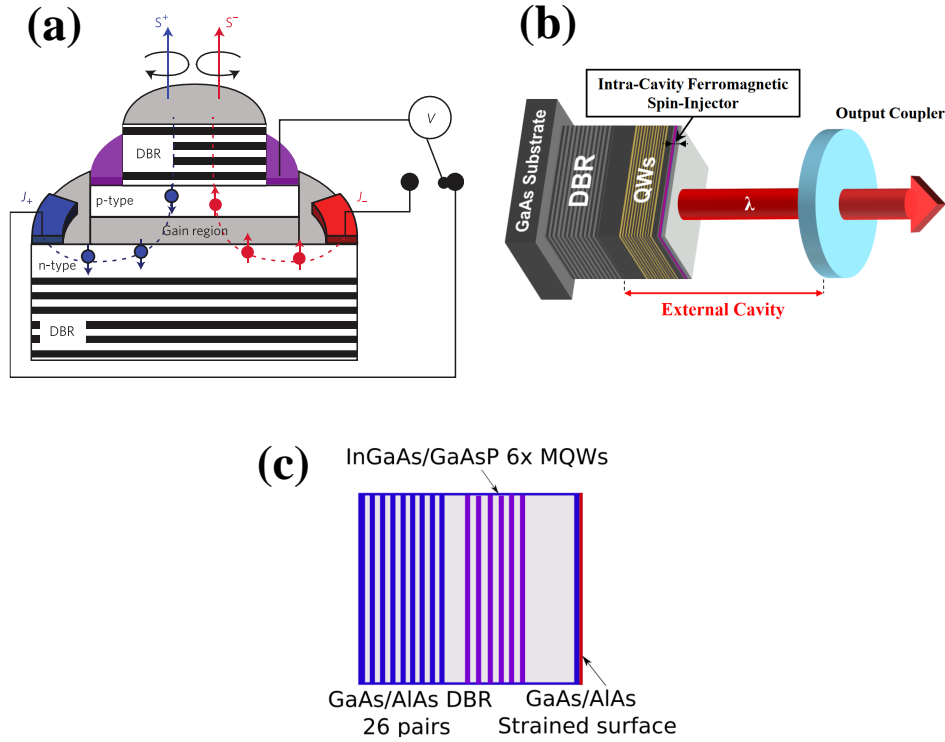 (a)
S⁺
S⁻
V
DBR
J₊
p-type
J₋
Gain region
n-type
DBR
(b)
Intra-Cavity Ferromagnetic
Spin-Injector
Output Coupler
GaAs Substrate
DBR
QWs
λ
External Cavity
(c)
InGaAs/GaAsP 6x MQWs
GaAs/AlAs DBR
26 pairs
GaAs/AlAs
Strained surface